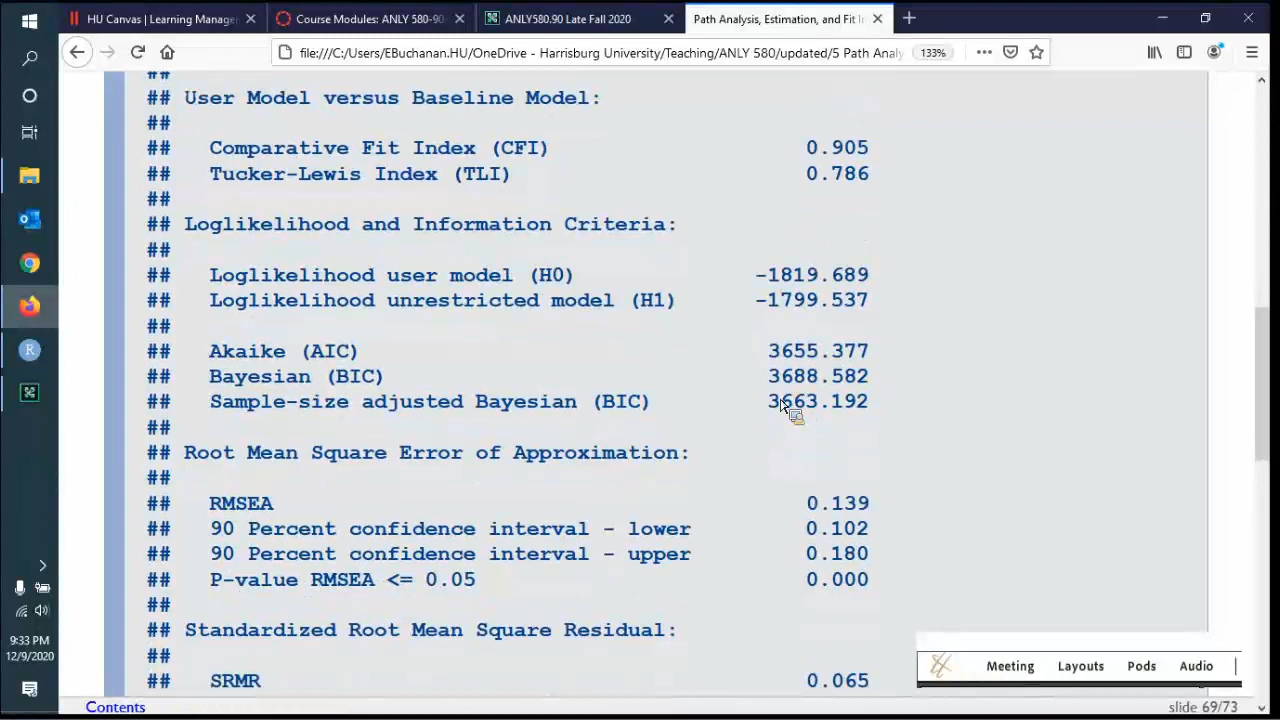 HU Canvas | Learning Manage
Course Modules: ANLY 580-90-
ANLY580.90 Late Fall 2020
Path Analysis, Estimation, and Fit In
file:///C:/Users/EBuchanan.HU/OneDrive - Harrisburg University/Teaching/ANLY 580/updated/5 Path Analy
133%
##
## User Model versus Baseline Model:
##
## Comparative Fit Index (CFI) 0.905
## Tucker-Lewis Index (TLI) 0.786
##
## Loglikelihood and Information Criteria:
##
## Loglikelihood user model (H0) -1819.689
## Loglikelihood unrestricted model (H1) -1799.537
##
## Akaike (AIC) 3655.377
## Bayesian (BIC) 3688.582
## Sample-size adjusted Bayesian (BIC) 3663.192
##
## Root Mean Square Error of Approximation:
##
## RMSEA 0.139
## 90 Percent confidence interval - lower 0.102
## 90 Percent confidence interval - upper 0.180
## P-value RMSEA <= 0.05 0.000
##
## Standardized Root Mean Square Residual:
##
## SRMR 0.065
Meeting Layouts Pods Audio
Contents
slide 69/73
9:33 PM
12/9/2020